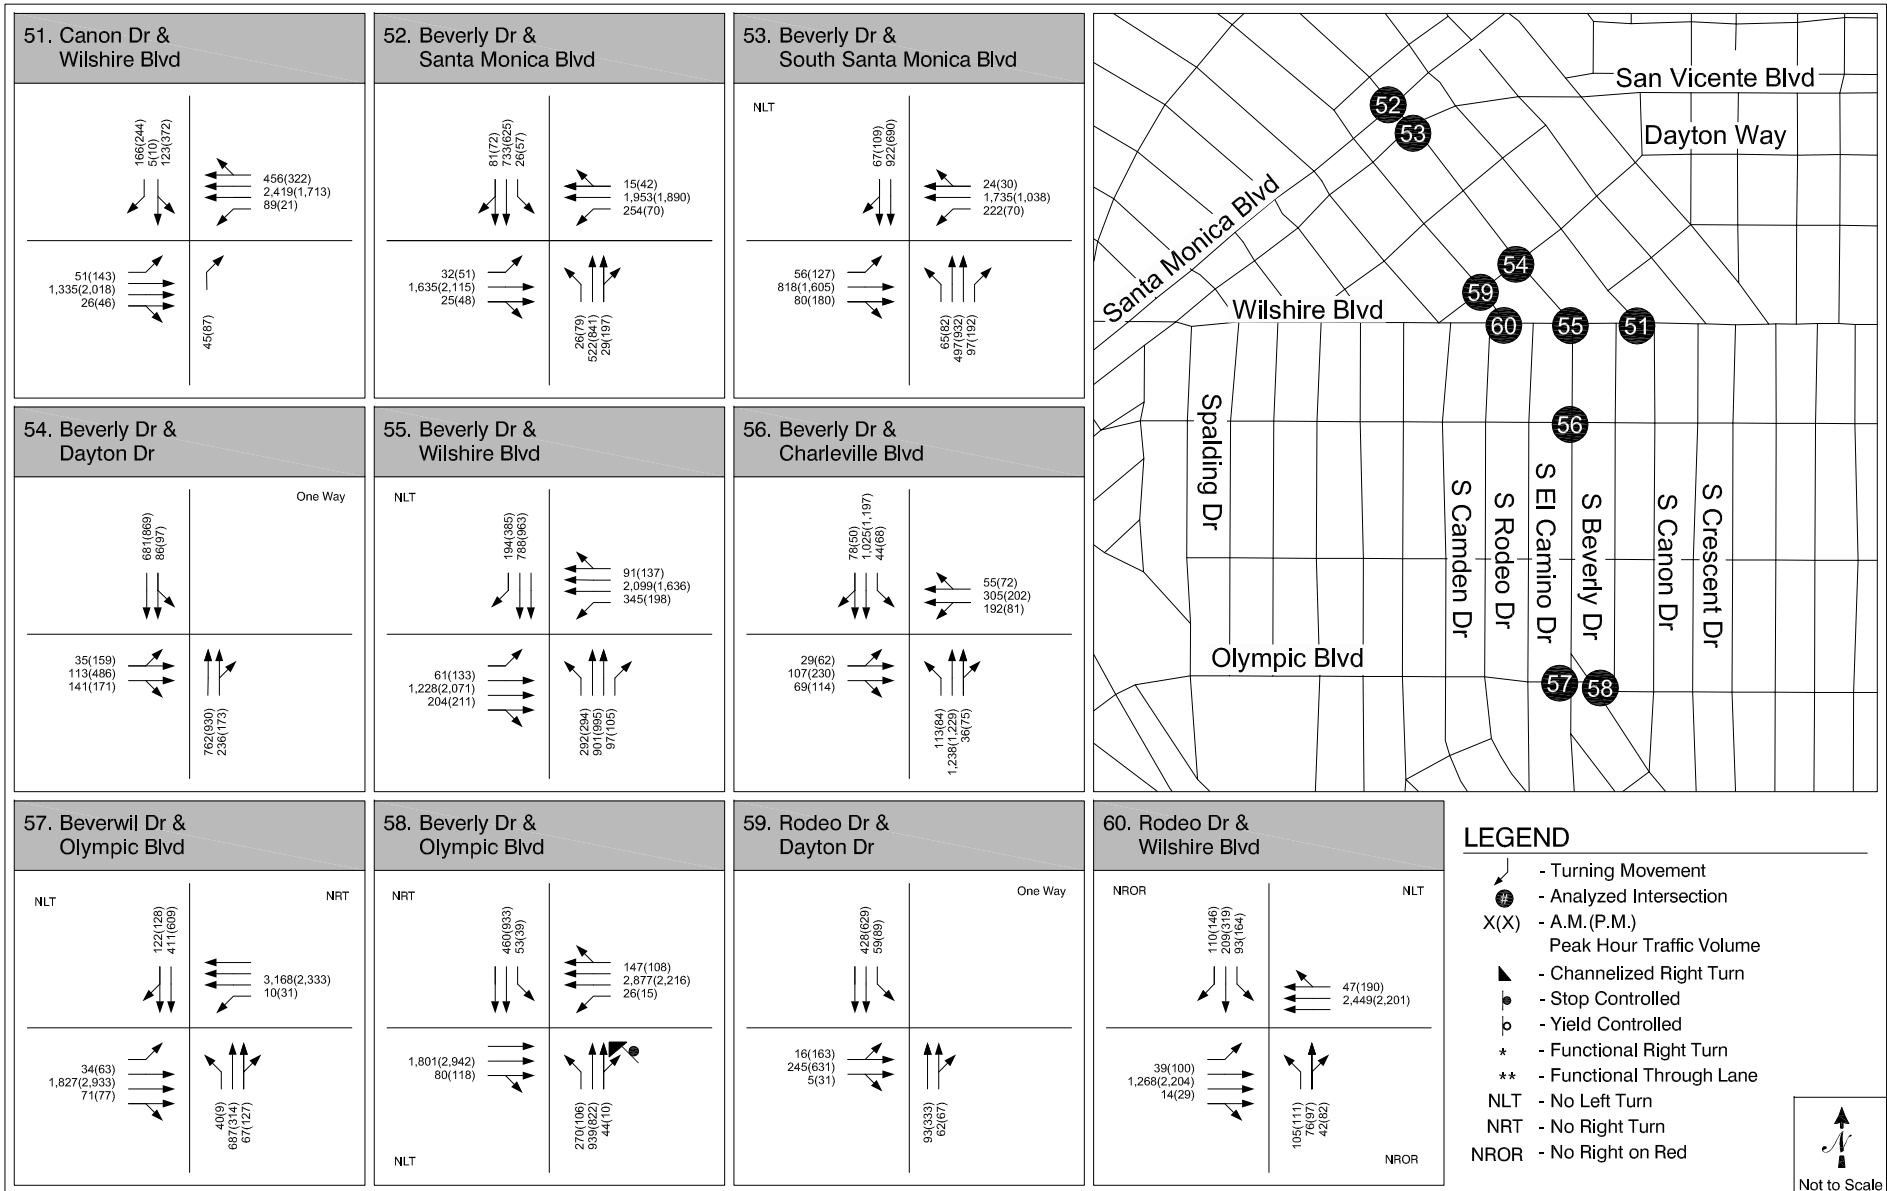 51. Canon Dr &
Wilshire Blvd
166(244)
5(10)
123(372)
456(322)
2,419(1,713)
89(21)
51(143)
1,335(2,018)
26(46)
45(87)
52. Beverly Dr &
Santa Monica Blvd
81(72)
733(625)
26(57)
15(42)
1,953(1,890)
254(70)
32(51)
1,635(2,115)
25(48)
26(79)
522(841)
29(197)
53. Beverly Dr &
South Santa Monica Blvd
NLT
67(109)
922(690)
24(30)
1,735(1,038)
222(70)
56(127)
818(1,605)
80(180)
65(82)
497(932)
97(192)
54. Beverly Dr &
Dayton Dr
One Way
681(869)
86(97)
35(159)
113(486)
141(171)
762(930)
236(173)
55. Beverly Dr &
Wilshire Blvd
NLT
194(385)
788(963)
91(137)
2,099(1,636)
345(198)
61(133)
1,228(2,071)
204(211)
292(294)
901(995)
97(105)
56. Beverly Dr &
Charleville Blvd
78(50)
1,025(1,197)
44(68)
55(72)
305(202)
192(81)
29(62)
107(230)
69(114)
113(84)
1,238(1,229)
36(75)
57. Beverwil Dr &
Olympic Blvd
NLT
NRT
122(128)
411(609)
3,168(2,333)
10(31)
34(63)
1,827(2,933)
71(77)
40(9)
687(314)
67(127)
58. Beverly Dr &
Olympic Blvd
NRT
460(933)
53(39)
147(108)
2,877(2,216)
26(15)
1,801(2,942)
80(118)
270(106)
939(822)
44(10)
NLT
59. Rodeo Dr &
Dayton Dr
One Way
428(629)
59(89)
16(163)
245(631)
5(31)
93(333)
62(67)
60. Rodeo Dr &
Wilshire Blvd
NROR
NLT
110(146)
209(319)
93(164)
47(190)
2,449(2,201)
39(100)
1,268(2,204)
14(29)
105(111)
76(97)
42(82)
NROR
San Vicente Blvd
Dayton Way
Santa Monica Blvd
Wilshire Blvd
Olympic Blvd
Spalding Dr
S Camden Dr
S Rodeo Dr
S El Camino Dr
S Beverly Dr
S Canon Dr
S Crescent Dr
52
53
54
59
60
55
51
56
57
58
LEGEND
- Turning Movement
# - Analyzed Intersection
X(X) - A.M.(P.M.)
Peak Hour Traffic Volume
- Channelized Right Turn
- Stop Controlled
- Yield Controlled
* - Functional Right Turn
** - Functional Through Lane
NLT - No Left Turn
NRT - No Right Turn
NROR - No Right on Red
N
Not to Scale